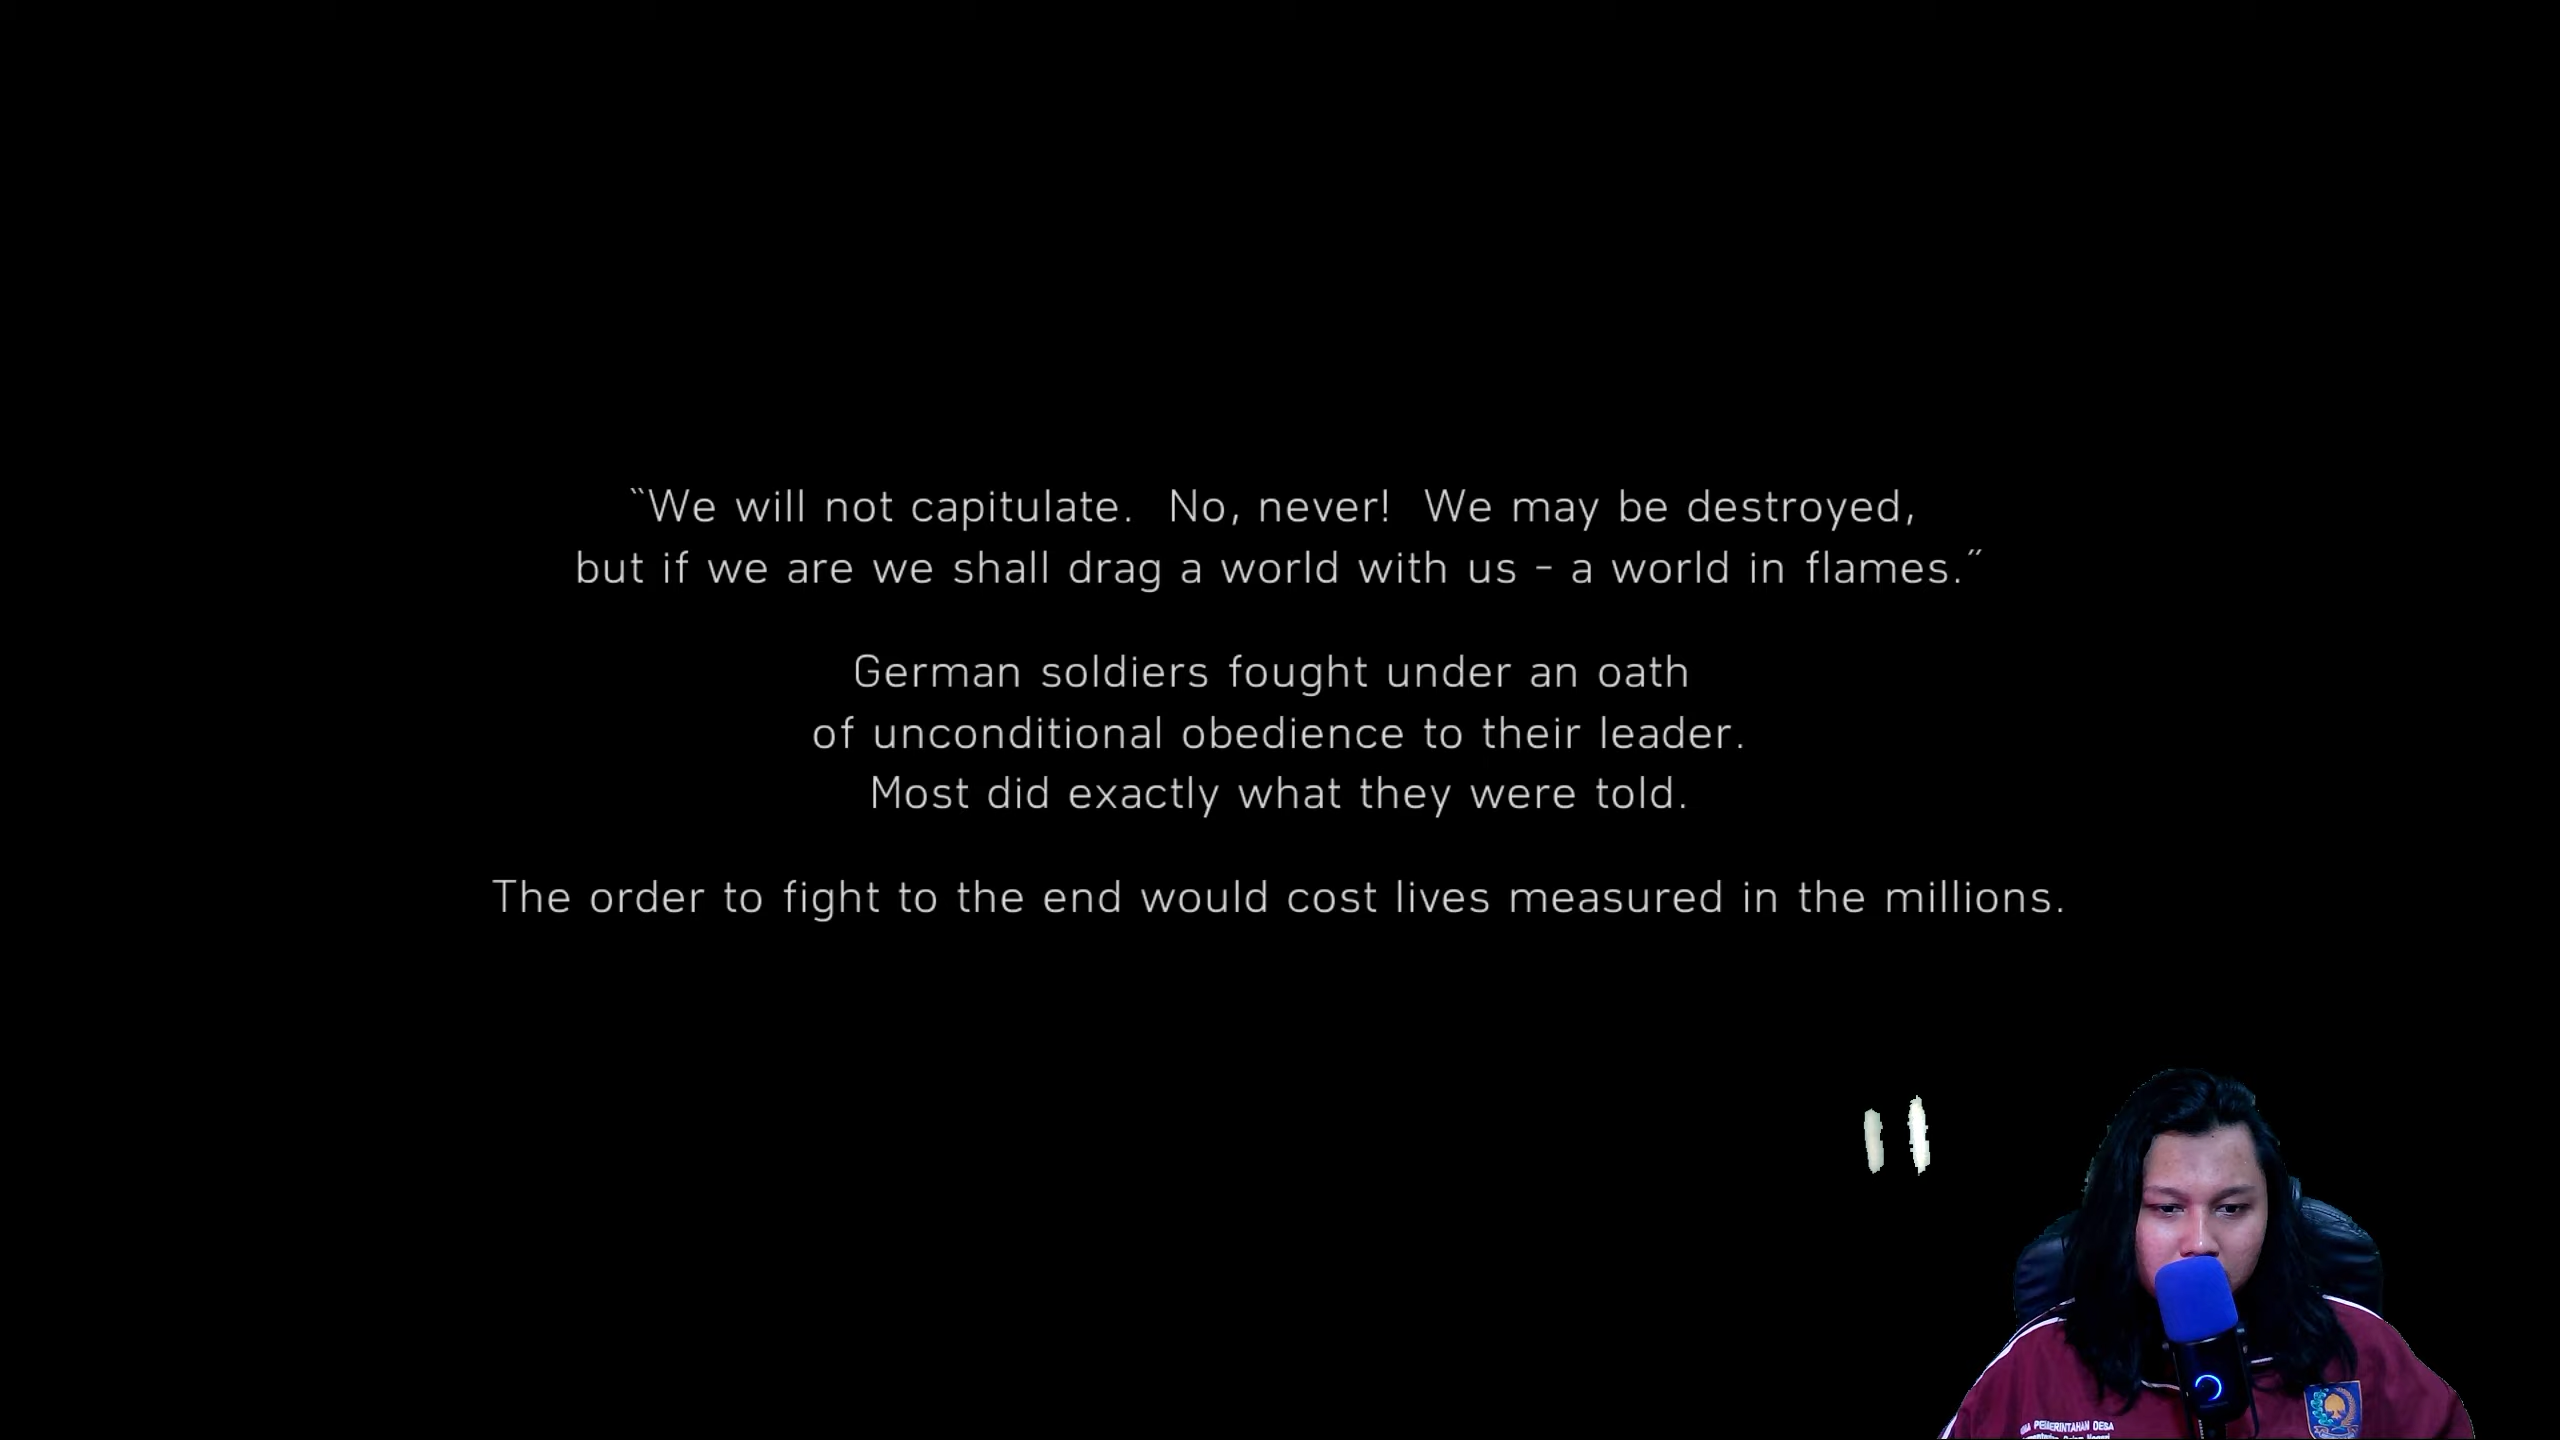 “We will not capitulate.  No, never!  We may be destroyed,
but if we are we shall drag a world with us - a world in flames.”
German soldiers fought under an oath
of unconditional obedience to their leader.
Most did exactly what they were told.
The order to fight to the end would cost lives measured in the millions.
PEMERINTAHAN DESA